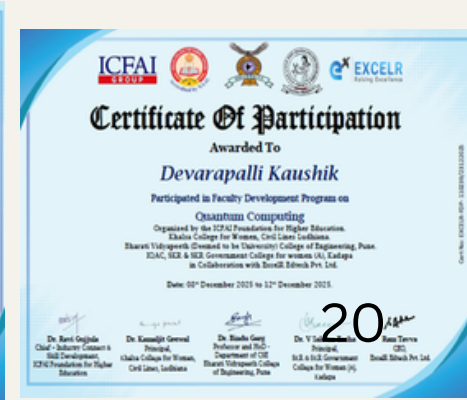 ICFAI
GROUP
EXCELR
Raising Excellence
Certificate Of Participation
Awarded To
Devarapalli Kaushik
Participated in Faculty Development Program on
Quantum Computing
Organized by the ICFAI Foundation for Higher Education.
Khalsa College for Women, Civil Lines Ludhiana.
Bharati Vidyapeeth (Deemed to be University) College of Engineering, Pune.
IQAC, SKR & SKR Government College for women (A), Kadapa
in Collaboration with ExcelR Edtech Pvt. Ltd.
Date: 08th December 2025 to 12th December 2025.
20
Dr. Ravi
Chief - Industry Connect &
Skill Development,
ICFAI Foundation for Higher
Education
Dr. Kamaljit Grewal
Principal,
Khalsa College for Women,
Civil Lines, Ludhiana
Dr. Bindu Garg
Professor and HoD -
Department of CSE
Bharati Vidyapeeth College
of Engineering, Pune
Dr. V
Principal,
SKR & SKR Government
College for Women (A),
Kadapa
Ram Tavva
CEO,
ExcelR Edtech Pvt. Ltd.